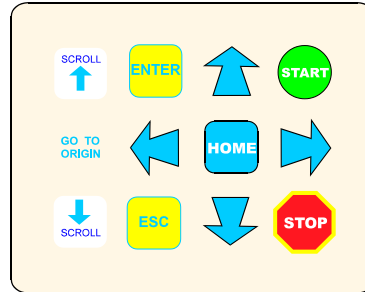 SCROLL
ENTER
START
GO TO
ORIGIN
HOME
SCROLL
ESC
STOP